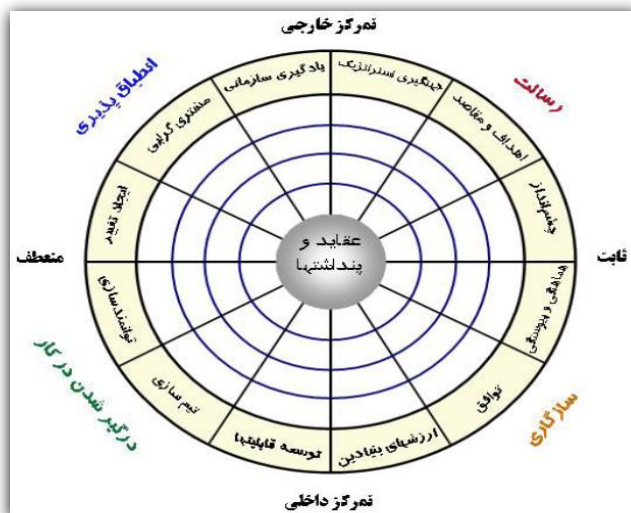 تمرکز خارجی
انطباق پذیری
رسالت
یادگیری سازمانی
جهتگیری استراتژیک
مشتری گرایی
اهداف و مقاصد
ایجاد تغییر
چشم‌انداز
عقاید و
پنداشتها
منعطف
ثابت
توانمندسازی
هماهنگی و پیوستگی
تیم سازی
توافق
توسعه قابلیتها
ارزشهای بنیادین
درگیر شدن در کار
سازگاری
تمرکز داخلی